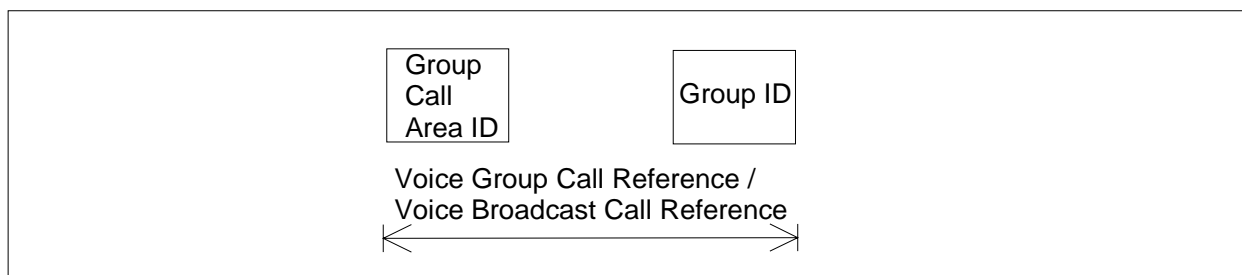 Group
Call
Area ID
Group ID
Voice Group Call Reference /
Voice Broadcast Call Reference